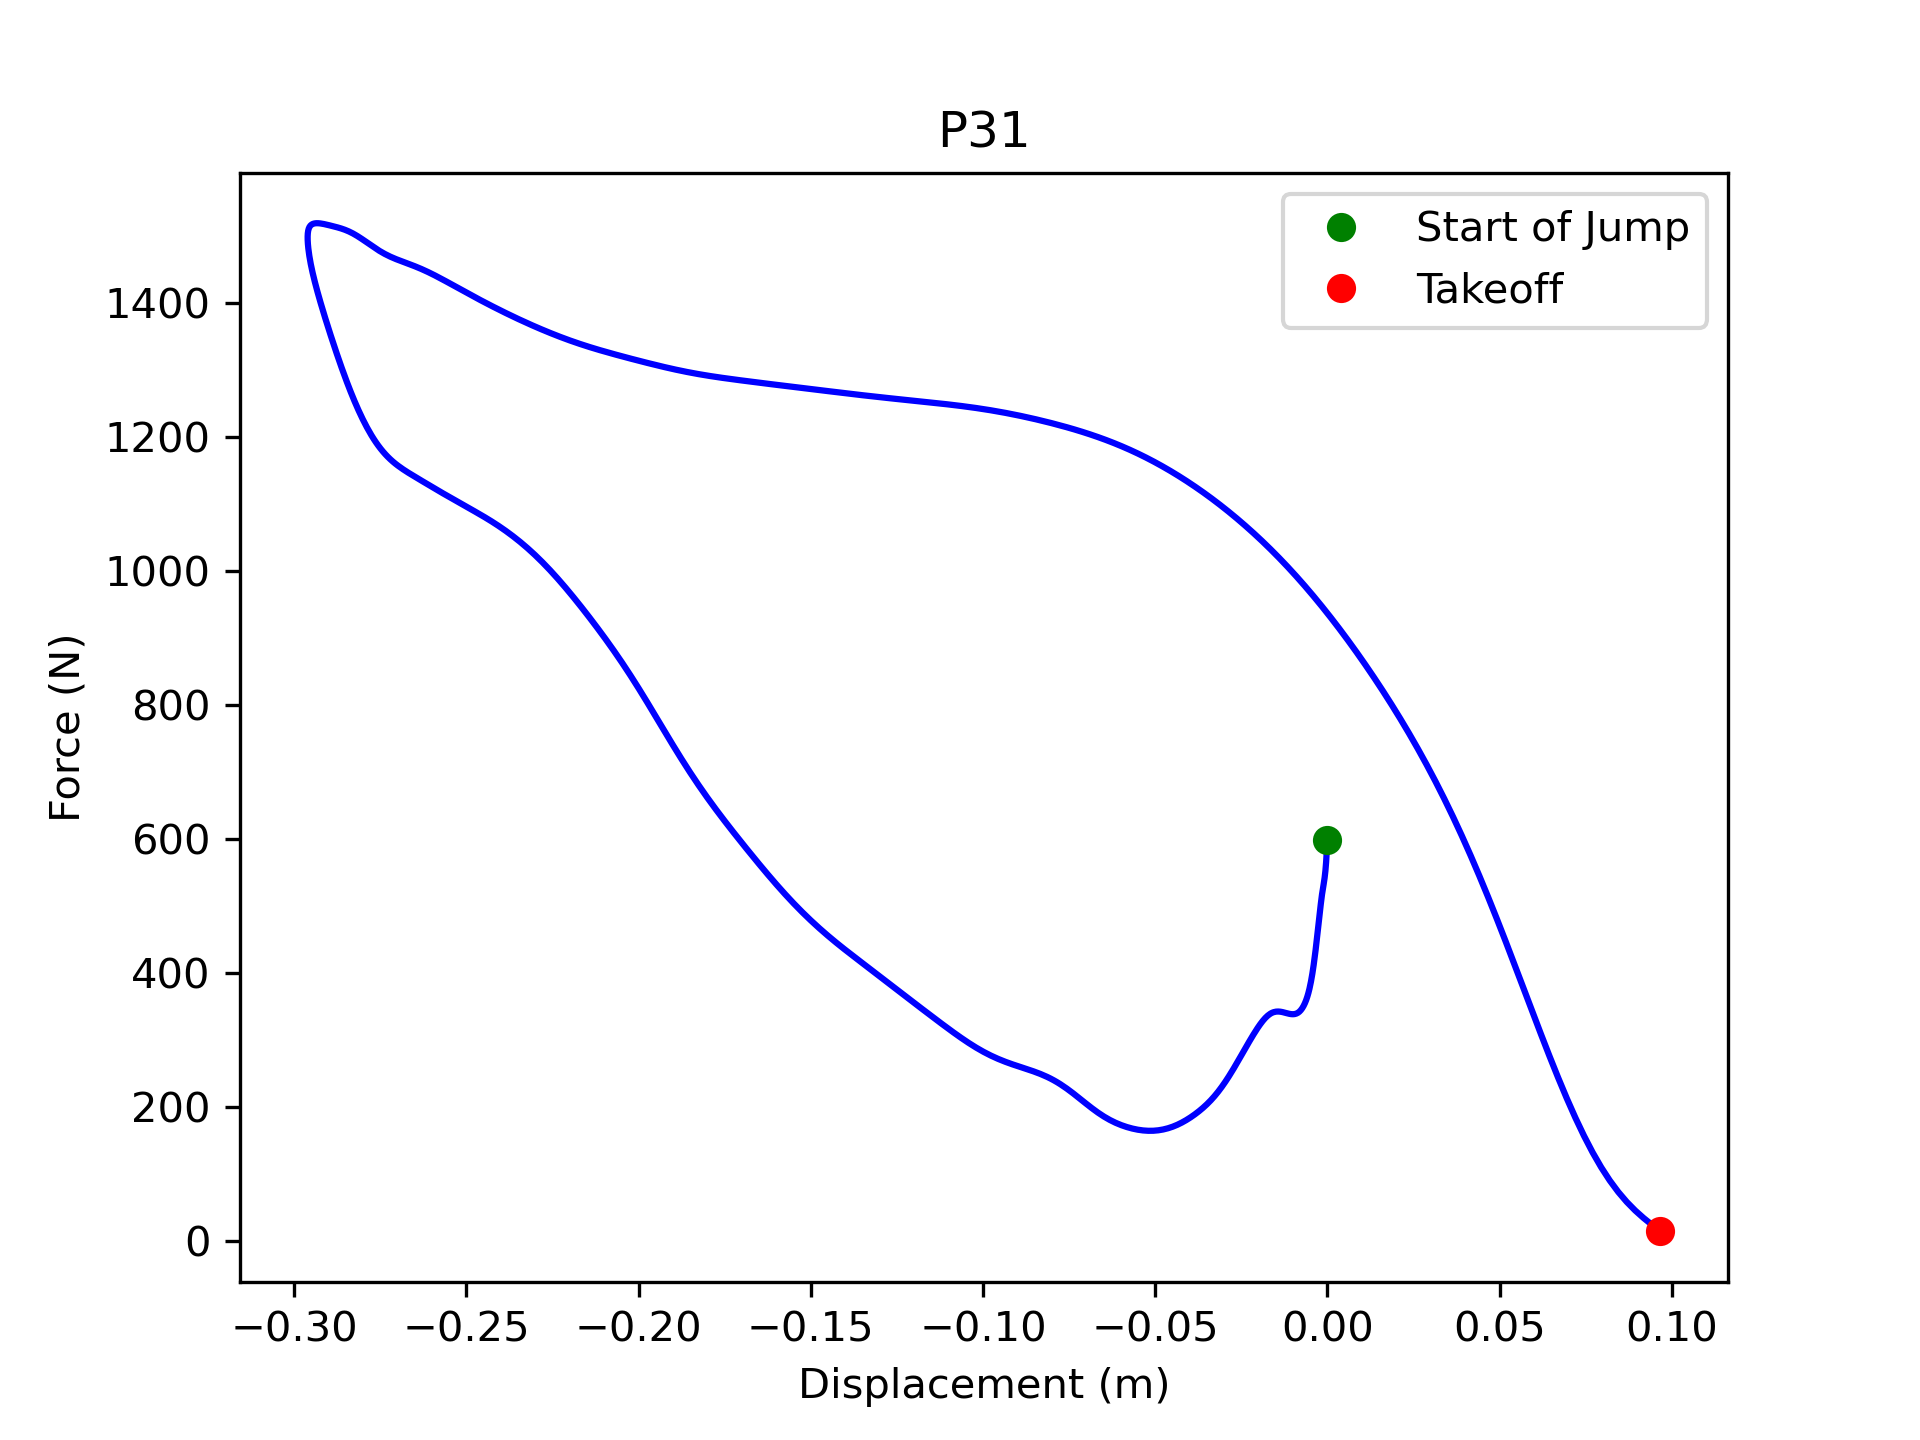 P31
Start of Jump
Takeoff
1400
1200
1000
800
600
400
200
0
Force (N)
−0.30 −0.25 −0.20 −0.15 −0.10 −0.05 0.00 0.05 0.10
Displacement (m)